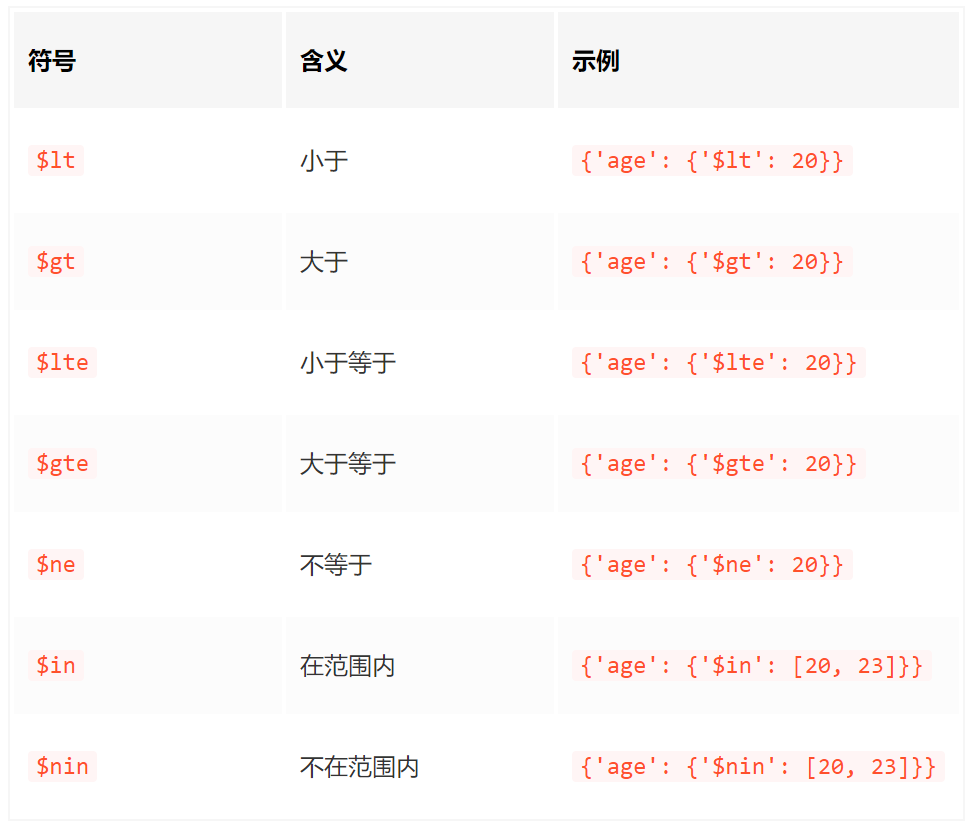 符号 含义 示例
$lt 小于 {'age': {'$lt': 20}}
$gt 大于 {'age': {'$gt': 20}}
$lte 小于等于 {'age': {'$lte': 20}}
$gte 大于等于 {'age': {'$gte': 20}}
$ne 不等于 {'age': {'$ne': 20}}
$in 在范围内 {'age': {'$in': [20, 23]}}
$nin 不在范围内 {'age': {'$nin': [20, 23]}}